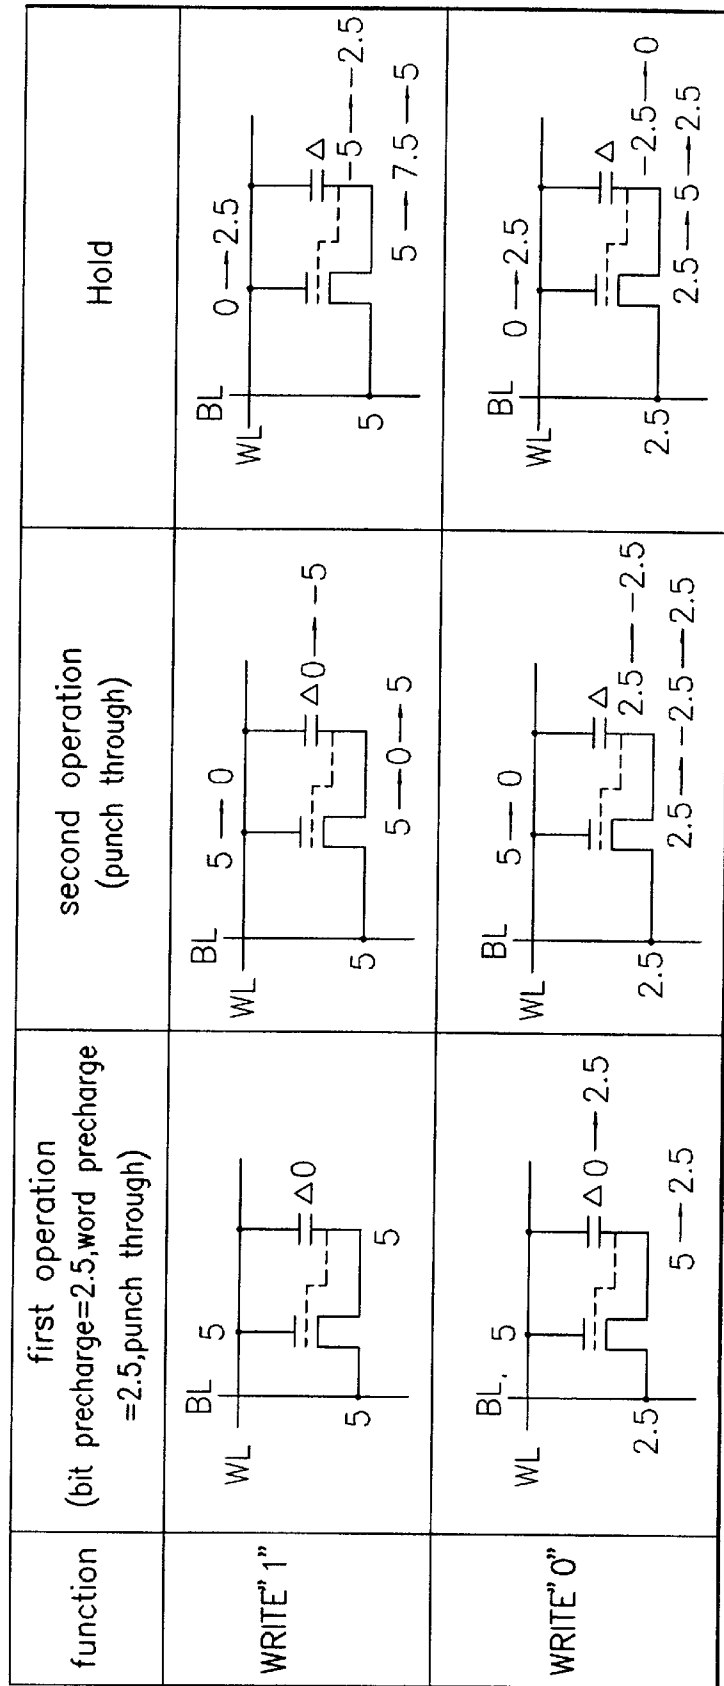 function
first operation
(bit precharge=2.5,word precharge
=2.5,punch through)
second operation
(punch through)
Hold
WRITE"1"
BL
WL
5
5
Δ0
5
BL
WL
5→0
5
Δ0→-5
5→0→5
BL
WL
0→2.5
5
Δ
-5→-2.5
5→7.5→5
WRITE"0"
BL.
WL
5
2.5
Δ0→2.5
5→2.5
BL
WL
5→0
2.5
Δ
2.5→-2.5
2.5→-2.5→2.5
BL
WL
0→2.5
2.5
Δ
-2.5→0
2.5→5→2.5